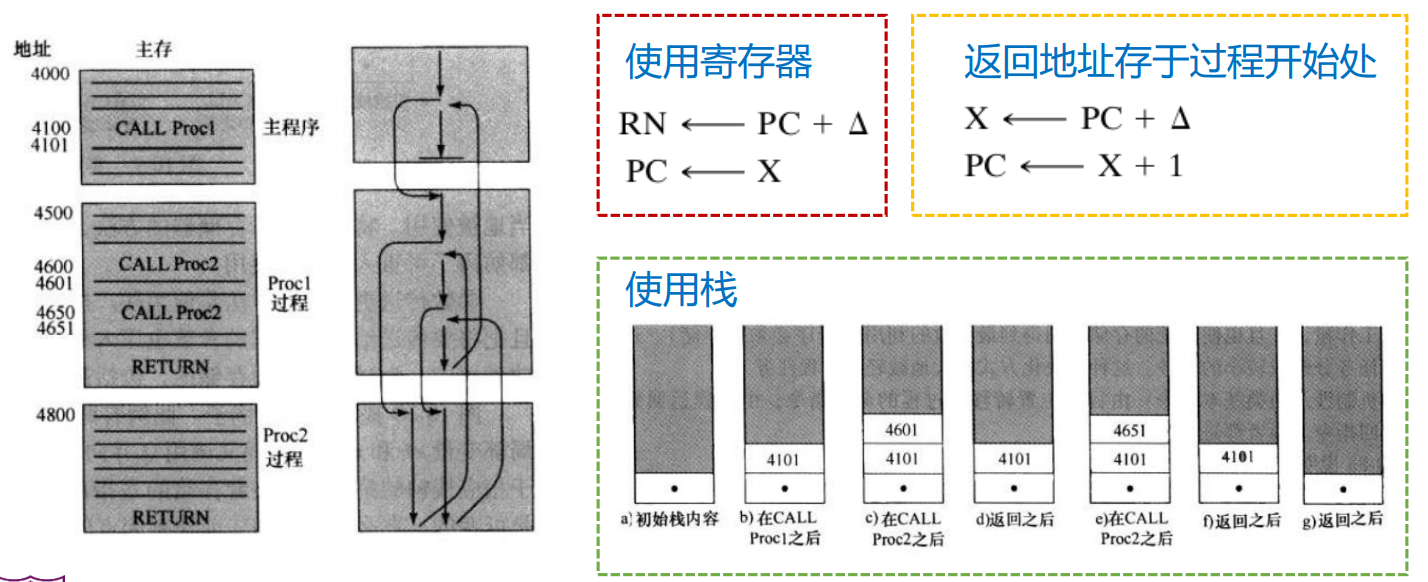 地址
主存
4000
4100
4101
CALL Proc1
主程序
4500
4600
4601
4650
4651
CALL Proc2
CALL Proc2
RETURN
Proc1
过程
4800
RETURN
Proc2
过程
使用寄存器
RN ← PC + Δ
PC ← X
返回地址存于过程开始处
X ← PC + Δ
PC ← X + 1
使用栈
•
a)初始栈内容
4101
•
b)在CALL
Proc1之后
4601
4101
•
c)在CALL
Proc2之后
4101
•
d)返回之后
4651
4101
•
e)在CALL
Proc2之后
4101
•
f)返回之后
•
g)返回之后